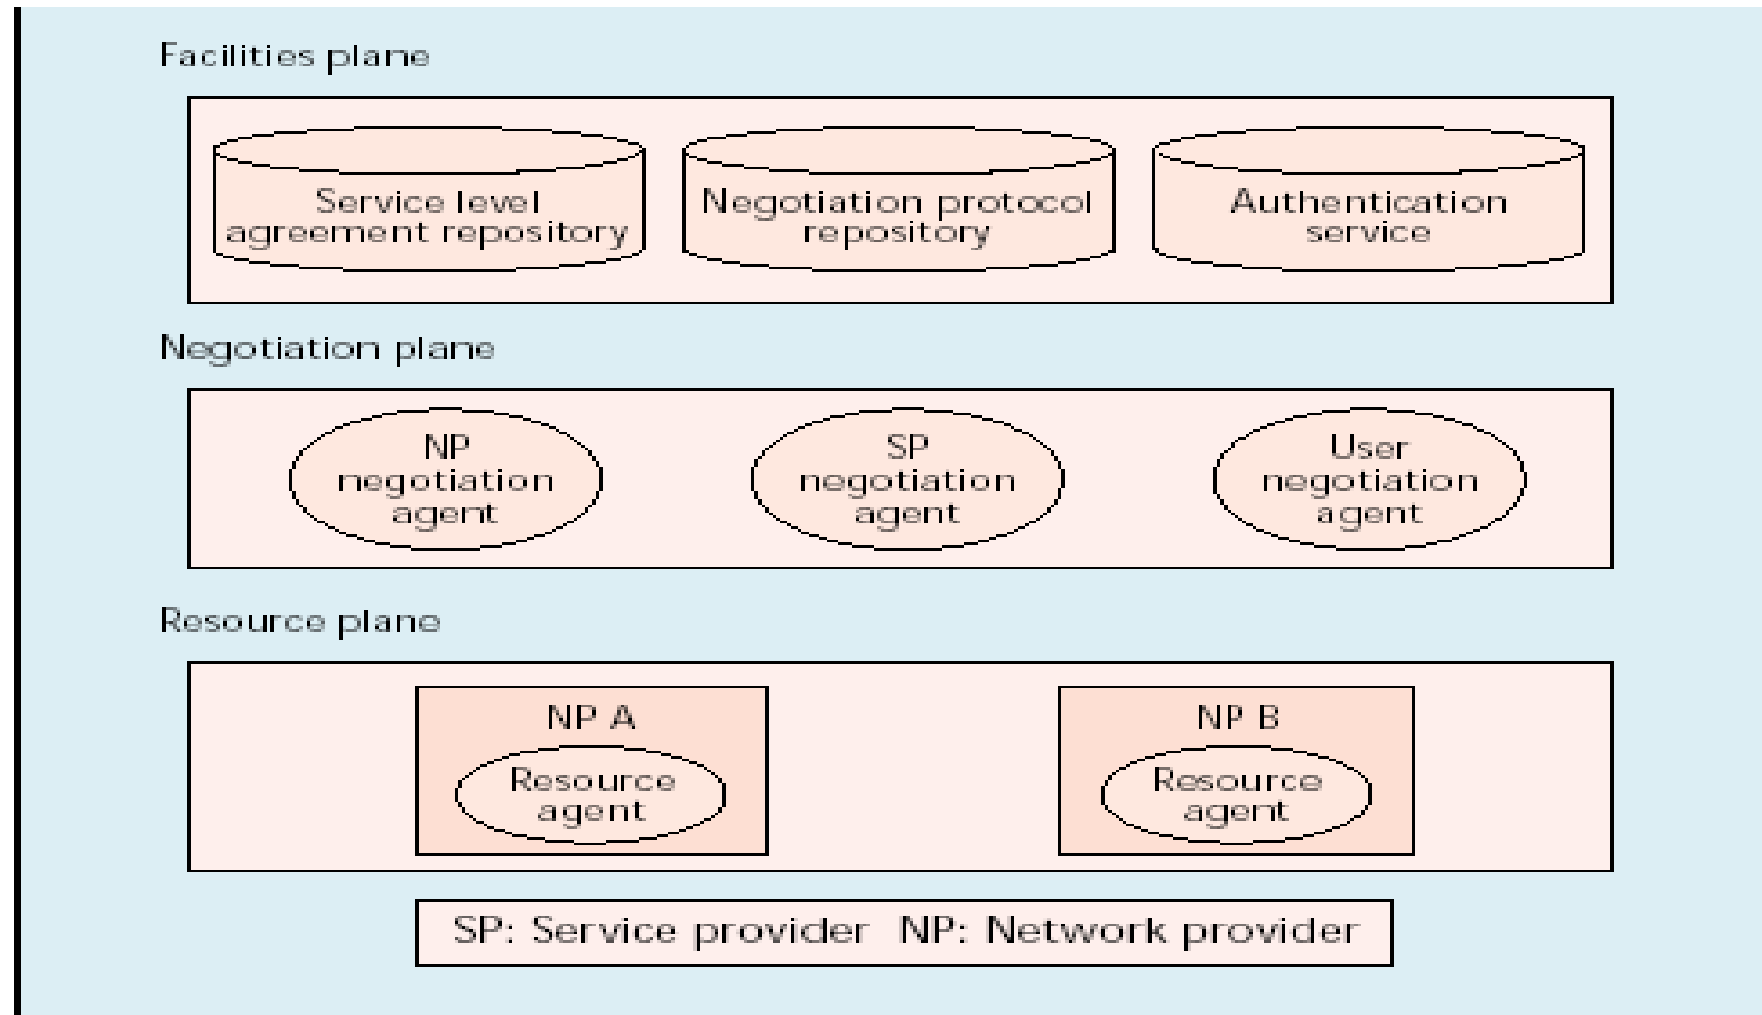 Facilities plane
Service level
agreement repository
Negotiation protocol
repository
Authentication
service
Negotiation plane
NP
negotiation
agent
SP
negotiation
agent
User
negotiation
agent
Resource plane
NP A
Resource
agent
NP B
Resource
agent
SP: Service provider NP: Network provider